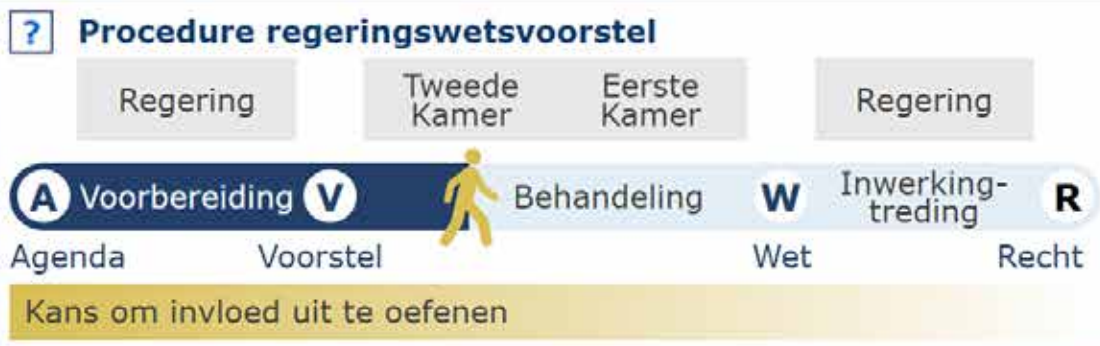 ? Procedure regeringswetsvoorstel
Regering
Tweede
Kamer
Eerste
Kamer
Regering
A Voorbereiding V
Behandeling
W
Inwerking-
treding
R
Agenda
Voorstel
Wet
Recht
Kans om invloed uit te oefenen